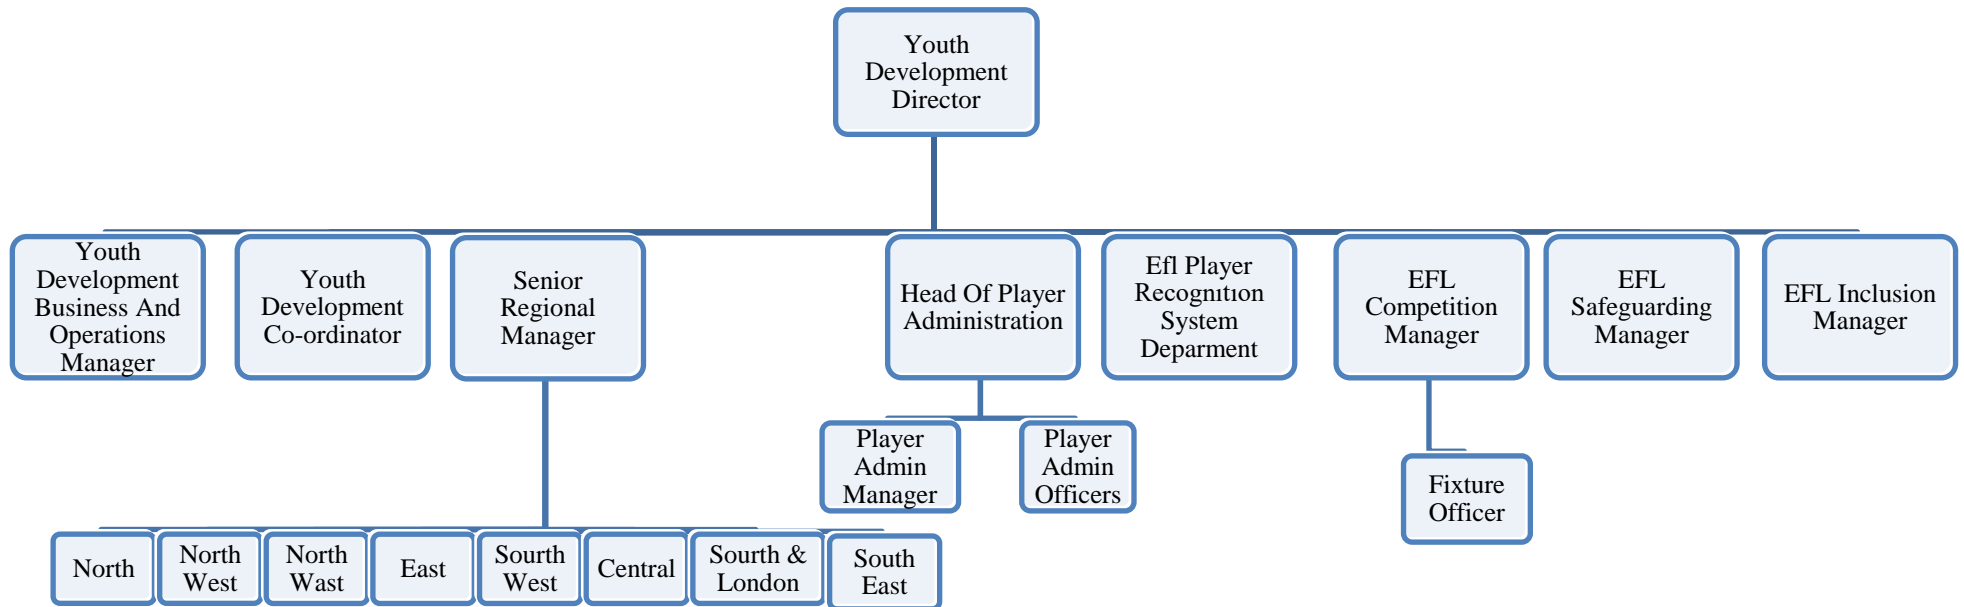 Youth
Development
Director
Youth
Development
Business And
Operations
Manager
Youth
Development
Co-ordinator
Senior
Regional
Manager
Head Of Player
Administration
Efl Player
Recognition
System
Deparment
EFL
Competition
Manager
EFL
Safeguarding
Manager
EFL Inclusion
Manager
Player
Admin
Manager
Player
Admin
Officers
Fixture
Officer
North
North
West
North
Wast
East
Sourth
West
Central
Sourth &
London
South
East